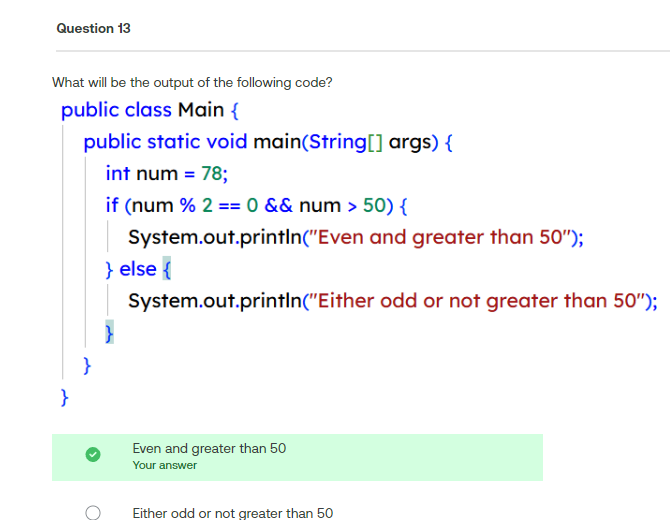 Question 13
What will be the output of the following code?
public class Main {
public static void main(String[] args) {
int num = 78;
if (num % 2 == 0 && num > 50) {
System.out.println("Even and greater than 50");
} else {
System.out.println("Either odd or not greater than 50");
}
}
}
Even and greater than 50
Your answer
Either odd or not greater than 50